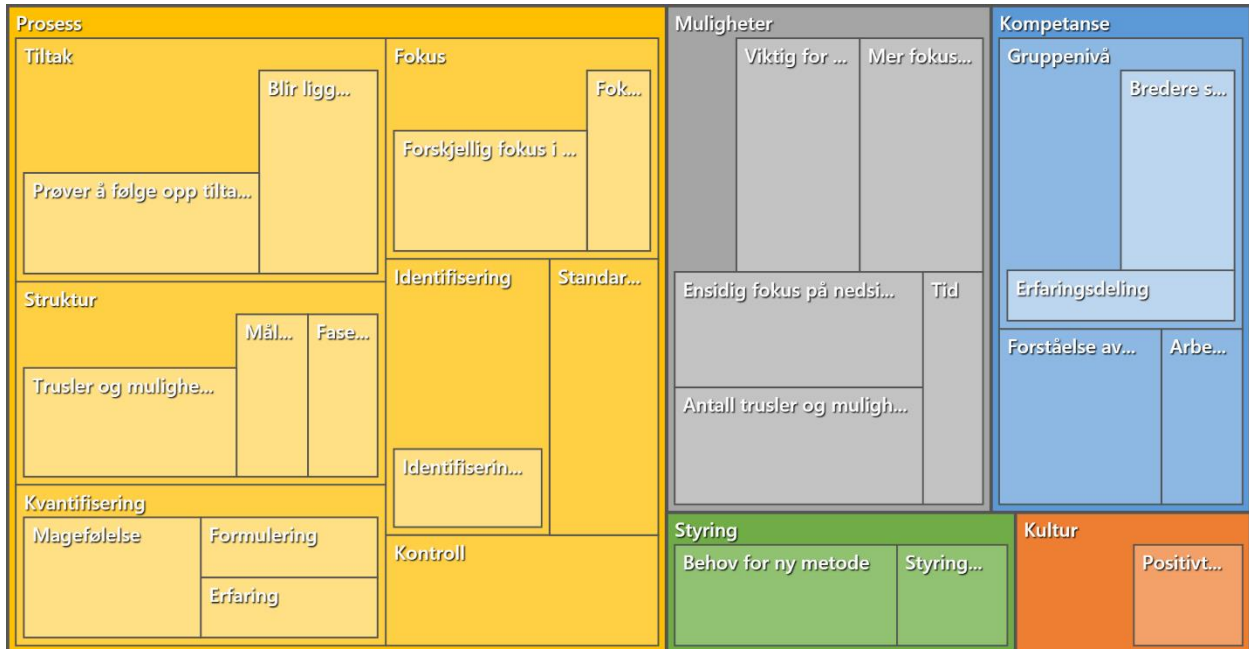 Prosess
Tiltak
Blir ligg...
Prøver å følge opp tilta...
Fokus
Fok...
Forskjellig fokus i ...
Struktur
Mål...
Fase...
Trusler og mulighe...
Identifisering
Identifiserin...
Standar...
Kvantifisering
Magefølelse
Formulering
Erfaring
Kontroll
Muligheter
Viktig for ...
Mer fokus...
Ensidig fokus på nedsi...
Tid
Antall trusler og muligh...
Kompetanse
Gruppenivå
Bredere s...
Erfaringsdeling
Forståelse av...
Arbe...
Styring
Behov for ny metode
Styring...
Kultur
Positivt...